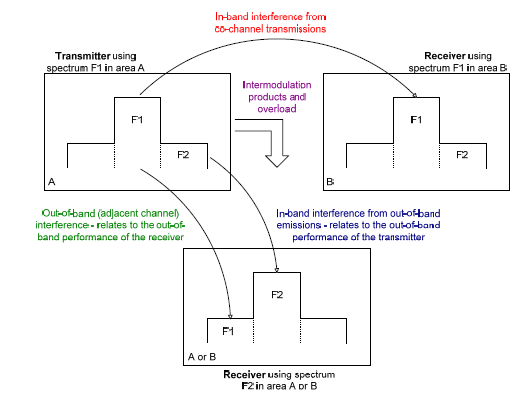 In-band interference from
co-channel transmissions
Transmitter using
spectrum F1 in area A
Receiver using
spectrum F1 in area B
Intermodulation
products and
overload
F1
F2
A
F1
F2
B
Out-of-band (adjacent channel)
interference - relates to the out-of-
band performance of the receiver
In-band interference from out-of-band
emissions - relates to the out-of-band
performance of the transmitter
F2
F1
A or B
Receiver using spectrum
F2 in area A or B